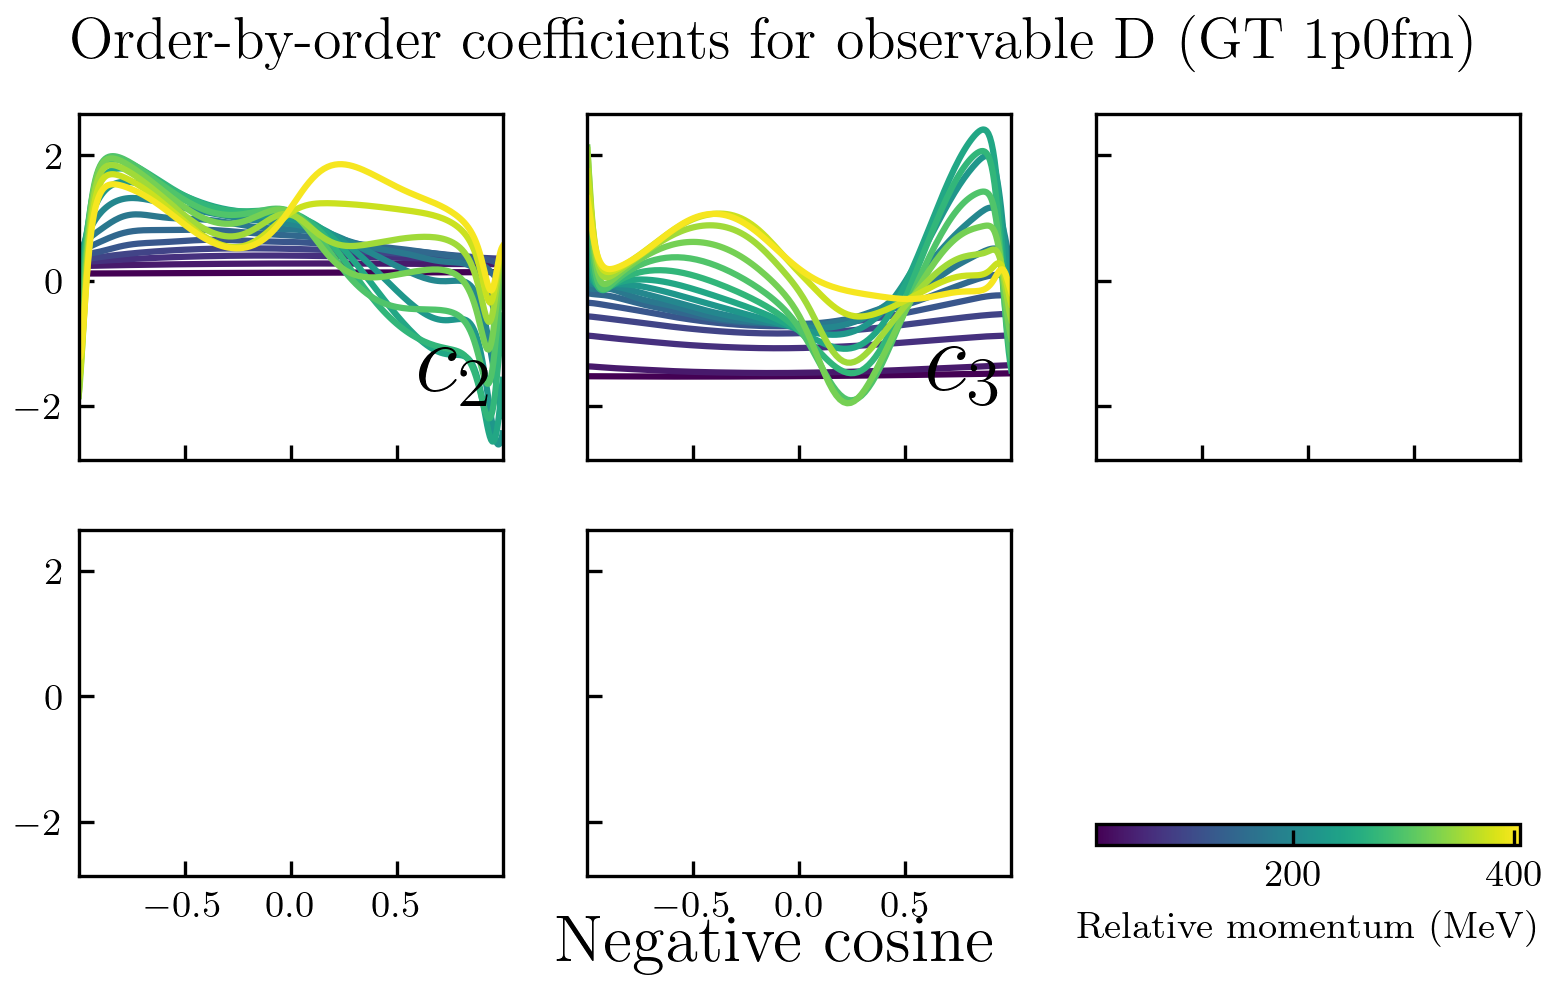 Order-by-order coefficients for observable D (GT 1p0fm)
2
0
−2
c2
c3
2
0
−2
−0.5 0.0 0.5
−0.5 0.0 0.5
200 400
Relative momentum (MeV)
Negative cosine